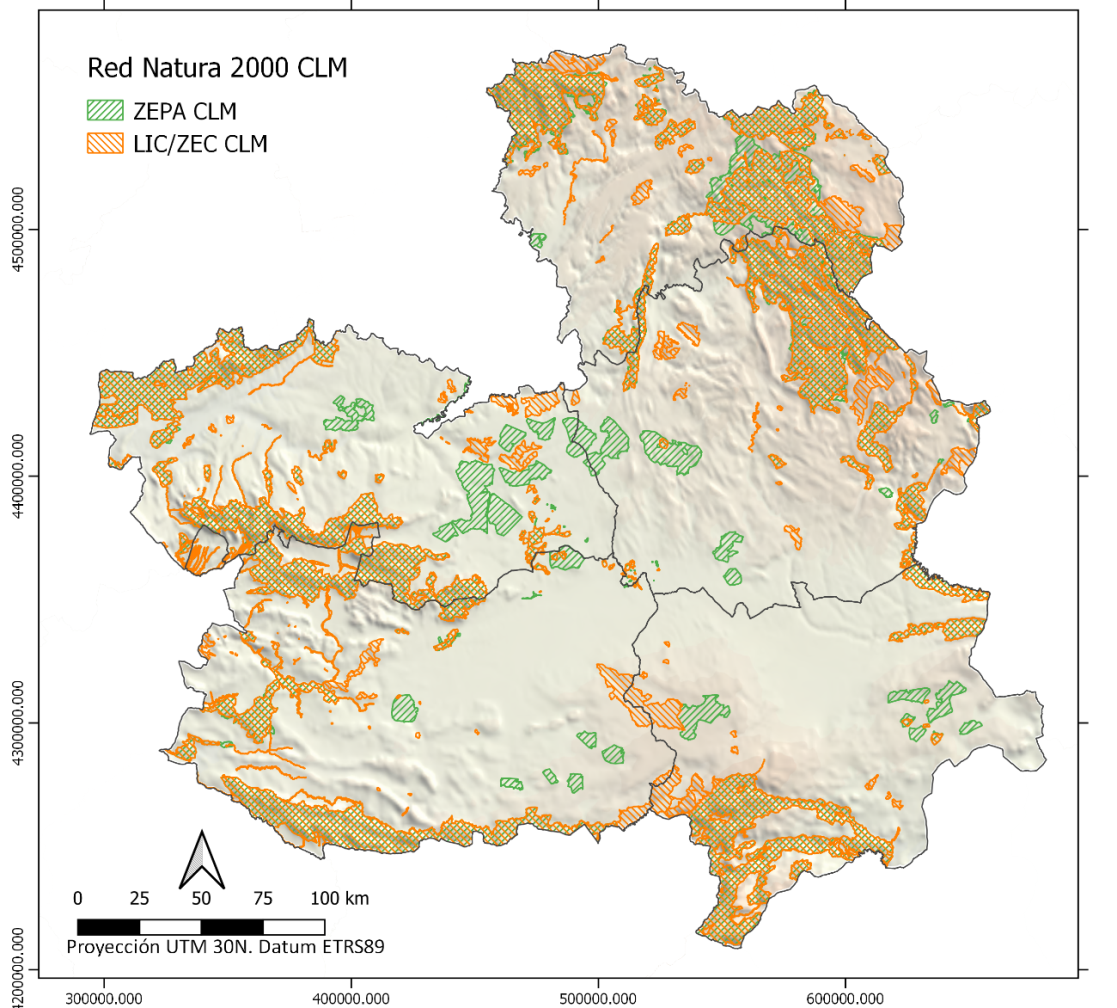 Red Natura 2000 CLM
ZEPA CLM
LIC/ZEC CLM
4500000.000
4400000.000
4300000.000
4200000.000
0 25 50 75 100 km
Proyección UTM 30N. Datum ETRS89
300000.000 400000.000 500000.000 600000.000